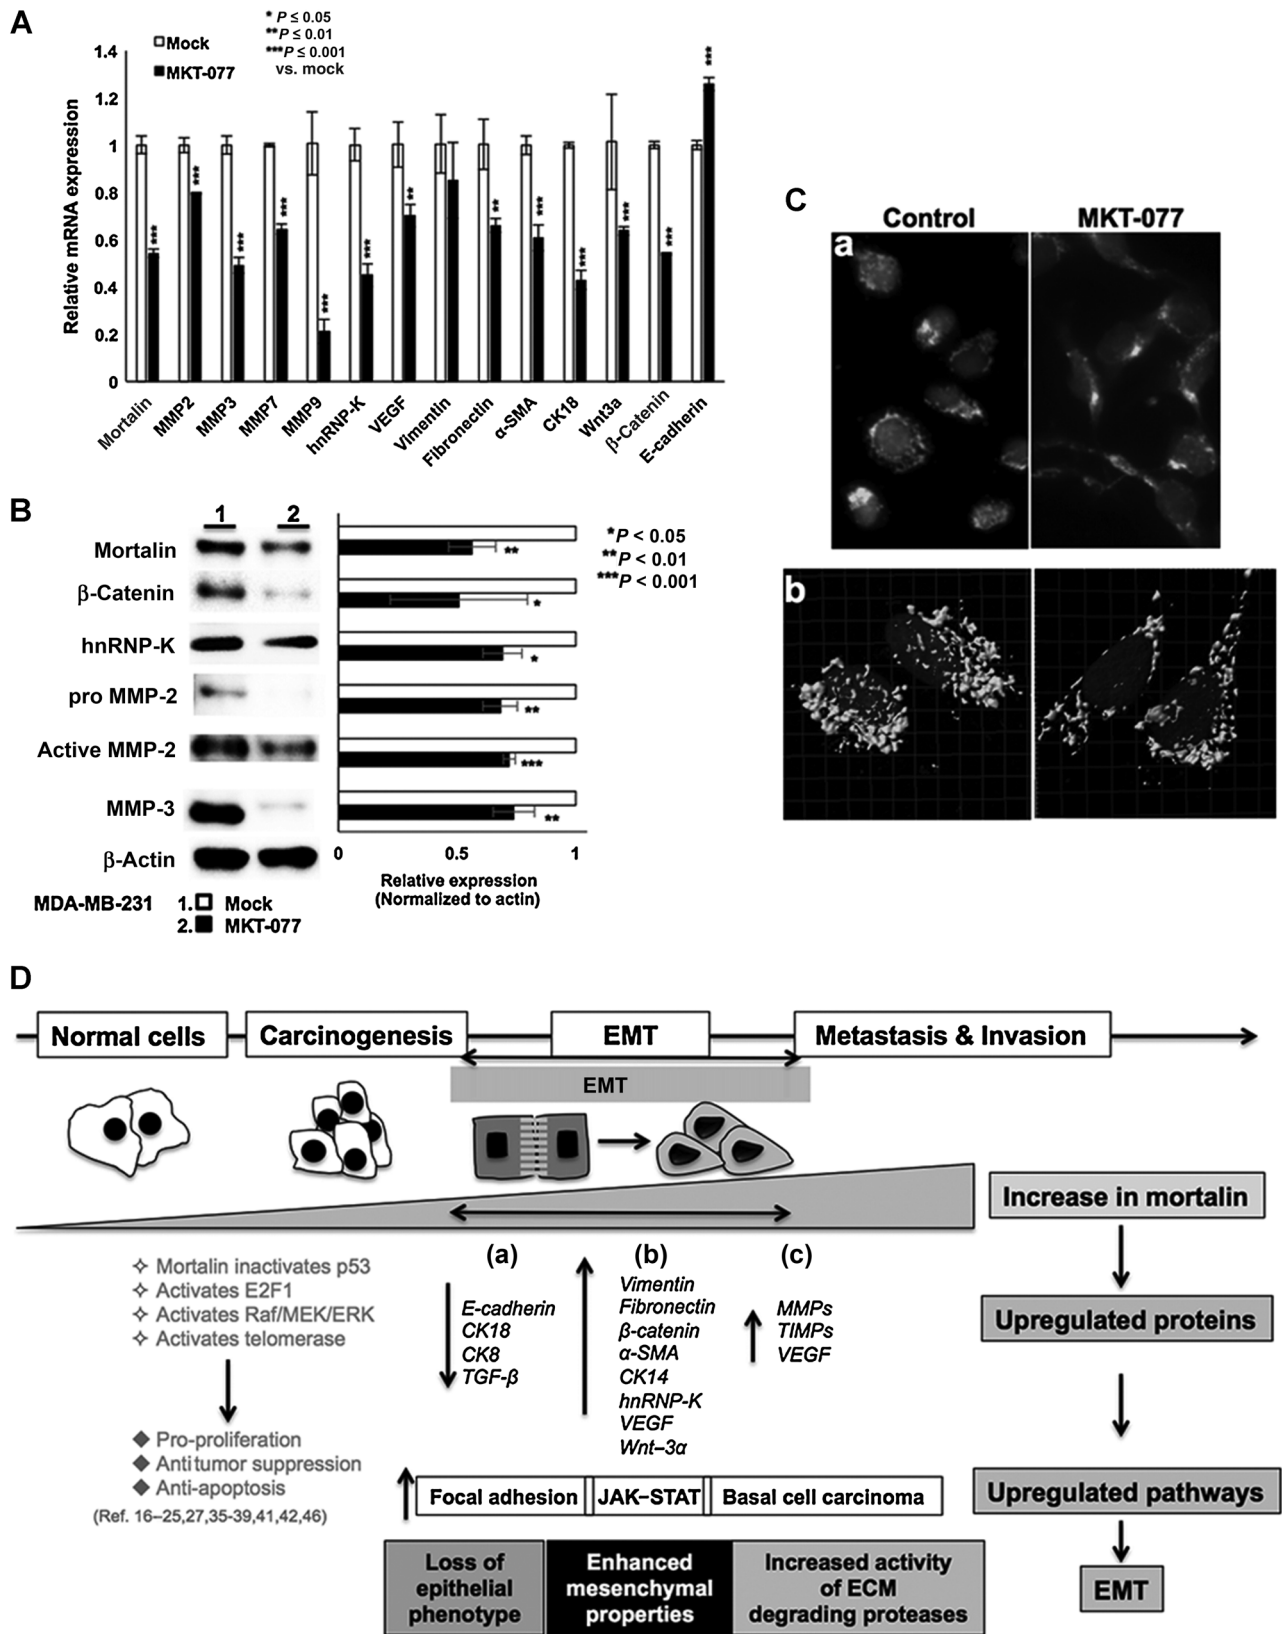 A
* P ≤ 0.05
**P ≤ 0.01
***P ≤ 0.001
vs. mock
Mock
MKT-077
Relative mRNA expression
1.4
1.2
1
0.8
0.6
0.4
0.2
0
***
***
***
***
***
***
**
**
***
***
***
***
***
Mortalin
MMP2
MMP3
MMP7
MMP9
hnRNP-K
VEGF
Vimentin
Fibronectin
α-SMA
CK18
Wnt3a
β-Catenin
E-cadherin
B
1 2
Mortalin
β-Catenin
hnRNP-K
pro MMP-2
Active MMP-2
MMP-3
β-Actin
**
*
*
**
***
**
*P < 0.05
**P < 0.01
***P < 0.001
0 0.5 1
Relative expression
(Normalized to actin)
MDA-MB-231 1. Mock
2. MKT-077
C
Control MKT-077
a
b
D
Normal cells Carcinogenesis EMT Metastasis & Invasion
EMT
Increase in mortalin
Upregulated proteins
Upregulated pathways
EMT
Mortalin inactivates p53
Activates E2F1
Activates Raf/MEK/ERK
Activates telomerase
Pro-proliferation
Antitumor suppression
Anti-apoptosis
(Ref. 16–25,27,35-39,41,42,46)
(a)
E-cadherin
CK18
CK8
TGF-β
(b)
Vimentin
Fibronectin
β-catenin
α-SMA
CK14
hnRNP-K
VEGF
Wnt–3α
(c)
MMPs
TIMPs
VEGF
Focal adhesion JAK–STAT Basal cell carcinoma
Loss of
epithelial
phenotype
Enhanced
mesenchymal
properties
Increased activity
of ECM
degrading proteases